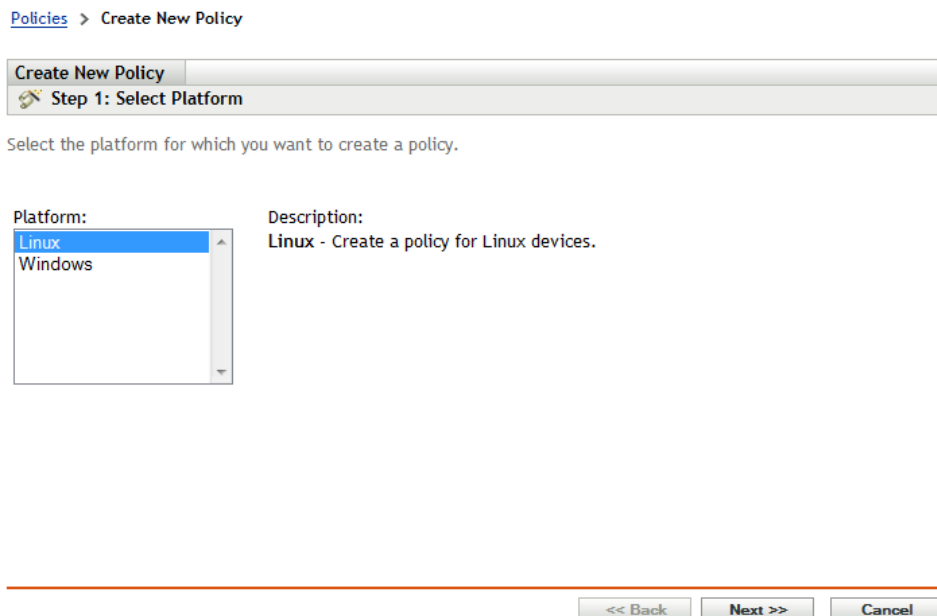 Policies > Create New Policy
Create New Policy
Step 1: Select Platform
Select the platform for which you want to create a policy.
Platform:
Linux
Windows
Description:
Linux - Create a policy for Linux devices.
<< Back
Next >>
Cancel